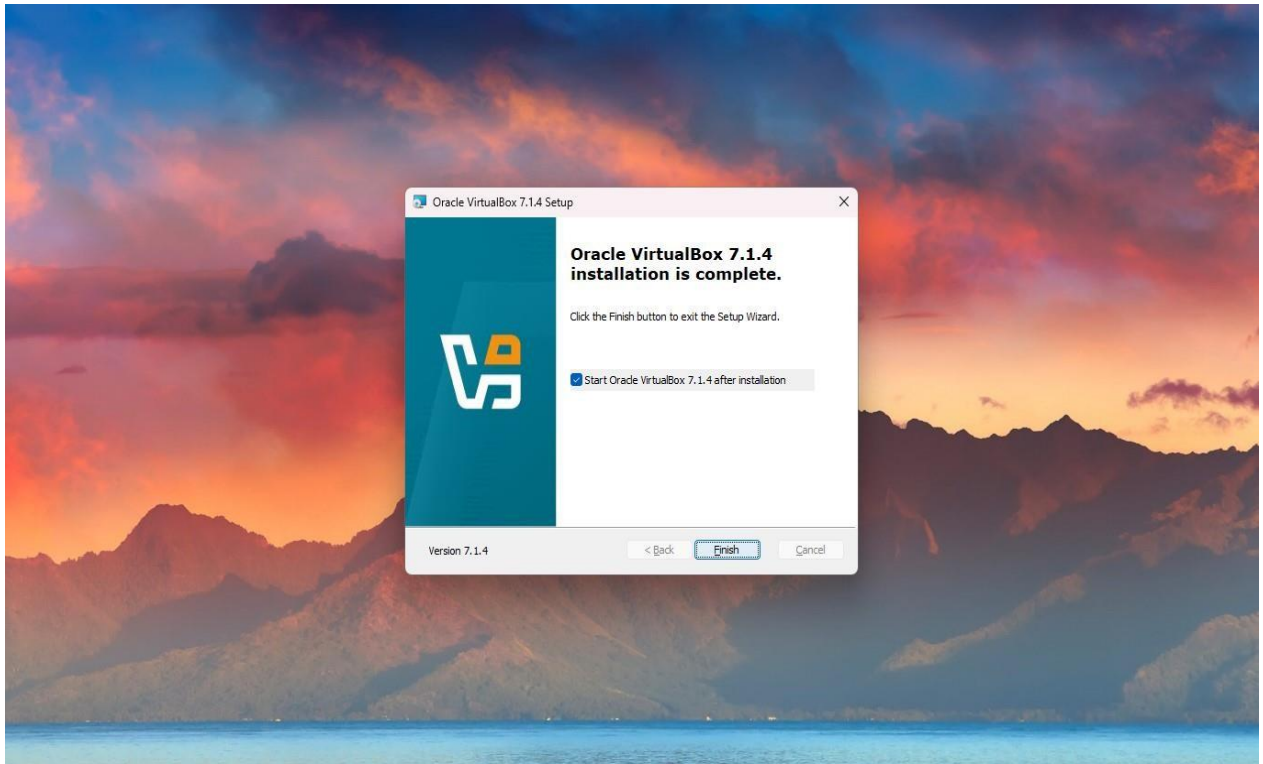 Oracle VirtualBox 7.1.4 Setup
Oracle VirtualBox 7.1.4
installation is complete.
Click the Finish button to exit the Setup Wizard.
Start Oracle VirtualBox 7.1.4 after installation
Version 7.1.4
< Back
Finish
Cancel